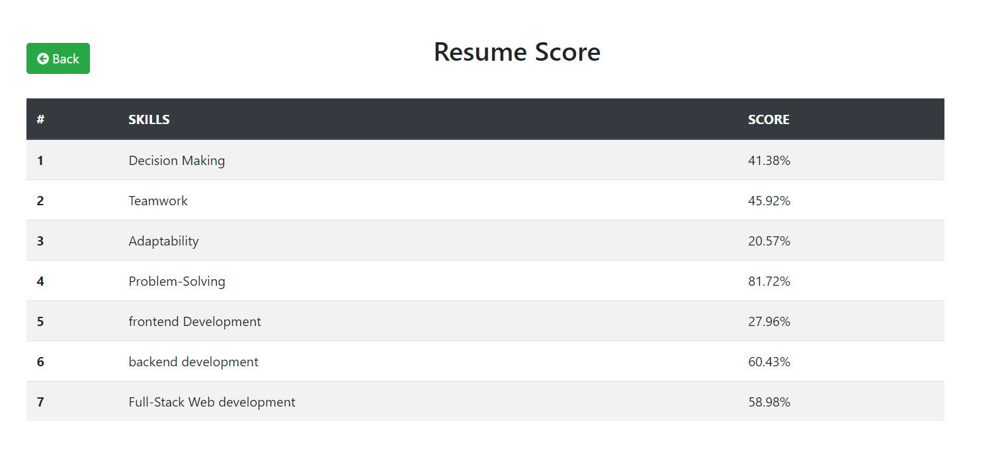 Back
Resume Score
# SKILLS SCORE
1 Decision Making 41.38%
2 Teamwork 45.92%
3 Adaptability 20.57%
4 Problem-Solving 81.72%
5 frontend Development 27.96%
6 backend development 60.43%
7 Full-Stack Web development 58.98%